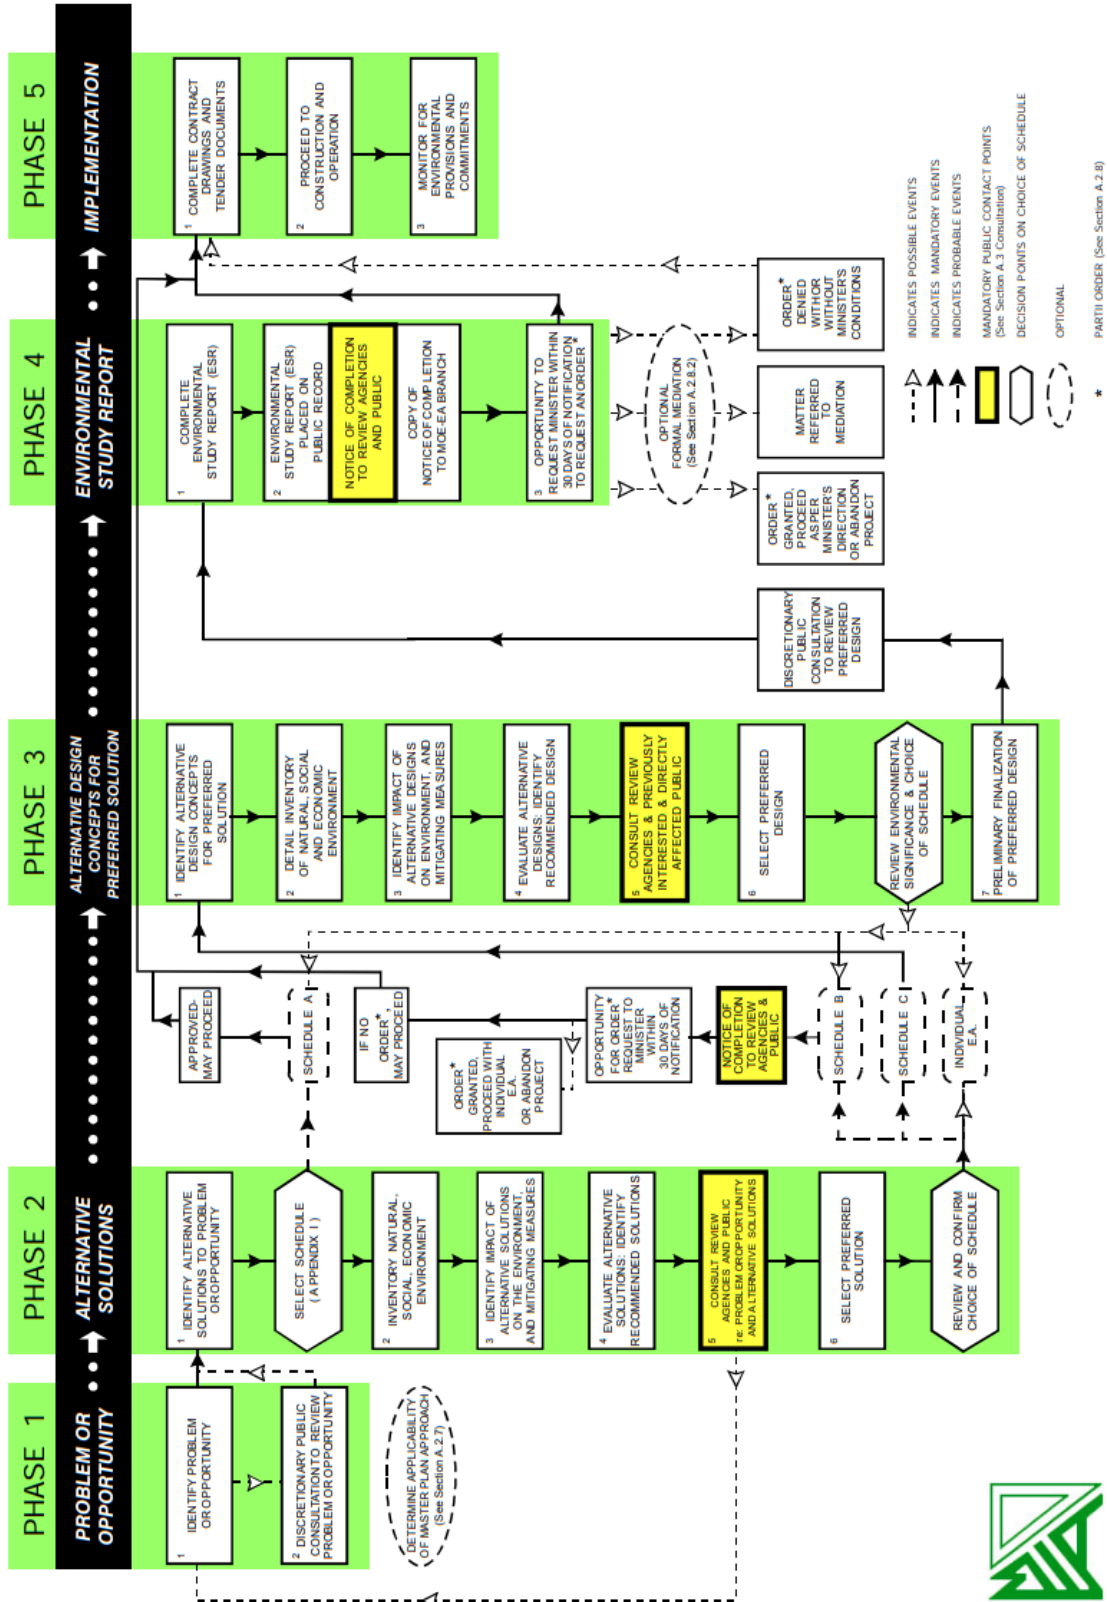 PHASE 1
PROBLEM OR
OPPORTUNITY
1 IDENTIFY PROBLEM
OR OPPORTUNITY
2 DISCRETIONARY PUBLIC
CONSULTATION TO REVIEW
PROBLEM OR OPPORTUNITY
DETERMINE APPLICABILITY
OF MASTER PLAN APPROACH
(See Section A.2.7)
PHASE 2
ALTERNATIVE
SOLUTIONS
1 IDENTIFY ALTERNATIVE
SOLUTIONS TO PROBLEM
OR OPPORTUNITY
SELECT SCHEDULE
(APPENDIX I)
2 INVENTORY NATURAL,
SOCIAL, ECONOMIC
ENVIRONMENT
3 IDENTIFY IMPACT OF
ALTERNATIVE SOLUTIONS
ON THE ENVIRONMENT,
AND MITIGATING MEASURES
4 EVALUATE ALTERNATIVE
SOLUTIONS: IDENTIFY
RECOMMENDED SOLUTIONS
5 CONSULT REVIEW
AGENCIES AND PUBLIC
re: PROBLEM OR OPPORTUNITY
AND ALTERNATIVE SOLUTIONS
6 SELECT PREFERRED
SOLUTION
REVIEW AND CONFIRM
CHOICE OF SCHEDULE
APPROVED-
MAY PROCEED
SCHEDULE A
IF NO
ORDER*,
MAY PROCEED
ORDER*
GRANTED,
PROCEED WITH
INDIVIDUAL
E.A.
OR ABANDON
PROJECT
OPPORTUNITY
FOR ORDER*
REQUEST TO
MINISTER
WITHIN
30 DAYS OF
NOTIFICATION
NOTICE OF
COMPLETION
TO REVIEW
AGENCIES &
PUBLIC
SCHEDULE B
SCHEDULE C
INDIVIDUAL
E.A.
PHASE 3
ALTERNATIVE DESIGN
CONCEPTS FOR
PREFERRED SOLUTION
1 IDENTIFY ALTERNATIVE
DESIGN CONCEPTS
FOR PREFERRED
SOLUTION
2 DETAIL INVENTORY
OF NATURAL, SOCIAL
AND ECONOMIC
ENVIRONMENT
3 IDENTIFY IMPACT OF
ALTERNATIVE DESIGNS
ON ENVIRONMENT, AND
MITIGATING MEASURES
4 EVALUATE ALTERNATIVE
DESIGNS: IDENTIFY
RECOMMENDED DESIGN
5 CONSULT REVIEW
AGENCIES & PREVIOUSLY
INTERESTED & DIRECTLY
AFFECTED PUBLIC
6 SELECT PREFERRED
DESIGN
REVIEW ENVIRONMENTAL
SIGNIFICANCE & CHOICE
OF SCHEDULE
7 PRELIMINARY FINALIZATION
OF PREFERRED DESIGN
DISCRETIONARY
PUBLIC
CONSULTATION
TO REVIEW
PREFERRED
DESIGN
PHASE 4
ENVIRONMENTAL
STUDY REPORT
1 COMPLETE
ENVIRONMENTAL
STUDY REPORT (ESR)
2 ENVIRONMENTAL
STUDY REPORT (ESR)
PLACED ON
PUBLIC RECORD
NOTICE OF COMPLETION
TO REVIEW AGENCIES
AND PUBLIC
COPY OF
NOTICE OF COMPLETION
TO MOE-EA BRANCH
3 OPPORTUNITY TO
REQUEST MINISTER WITHIN
30 DAYS OF NOTIFICATION
TO REQUEST AN ORDER*
OPTIONAL
FORMAL MEDIATION
(See Section A.2.8.2)
ORDER*
GRANTED,
PROCEED
AS PER
MINISTER'S
DIRECTION
OR ABANDON
PROJECT
MATTER
REFERRED
TO
MEDIATION
ORDER*
DENIED
WITH OR
WITHOUT
MINISTER'S
CONDITIONS
PHASE 5
IMPLEMENTATION
1 COMPLETE CONTRACT
DRAWINGS AND
TENDER DOCUMENTS
2 PROCEED TO
CONSTRUCTION AND
OPERATION
3 MONITOR FOR
ENVIRONMENTAL
PROVISIONS AND
COMMITMENTS
INDICATES POSSIBLE EVENTS
INDICATES MANDATORY EVENTS
INDICATES PROBABLE EVENTS
MANDATORY PUBLIC CONTACT POINTS
(See Section A.3 Consultation)
DECISION POINTS ON CHOICE OF SCHEDULE
OPTIONAL
* PART II ORDER (See Section A.2.8)